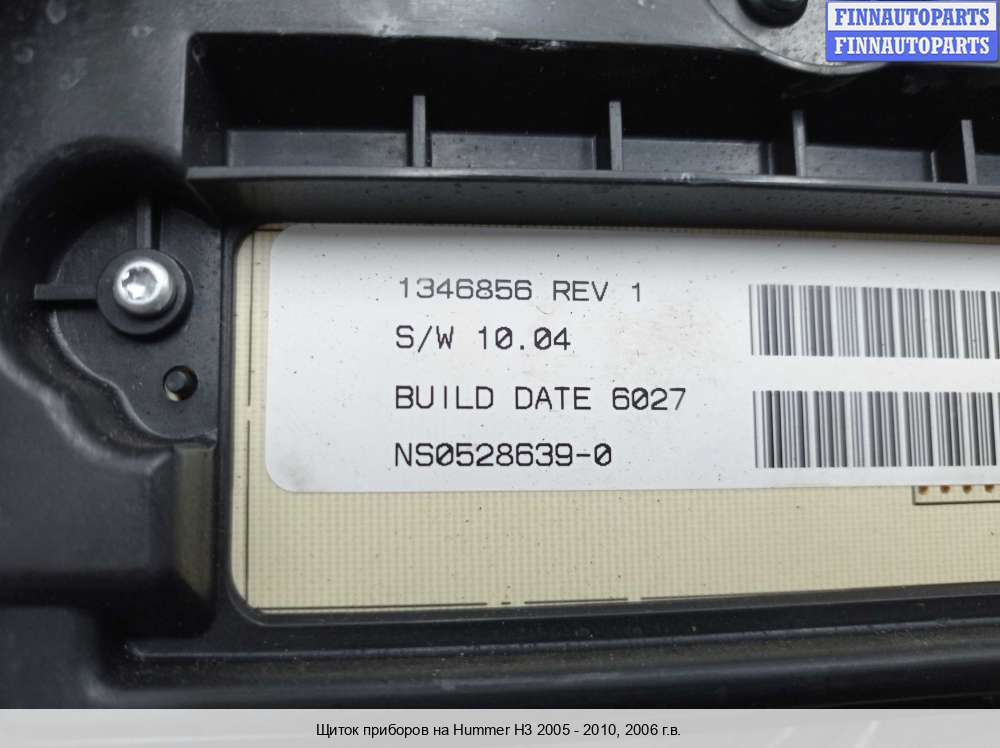 FINNAUTOPARTS
FINNAUTOPARTS
1346856 REV 1
S/W 10.04
BUILD DATE 6027
NS0528639-0
Щиток приборов на Hummer H3 2005 - 2010, 2006 г.в.